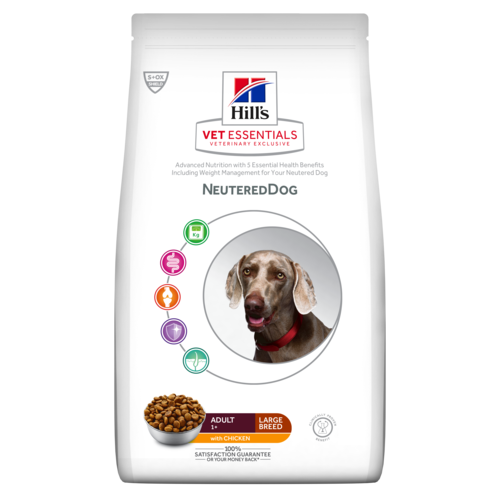 S+OX
SHIELD
Hill's
VET ESSENTIALS
VETERINARY EXCLUSIVE
Advanced Nutrition with 5 Essential Health Benefits
Including Weight Management for Your Neutered Dog
NEUTEREDDOG
Kg
ADULT
1+
LARGE
BREED
with CHICKEN
100%
SATISFACTION GUARANTEE
OR YOUR MONEY BACK*